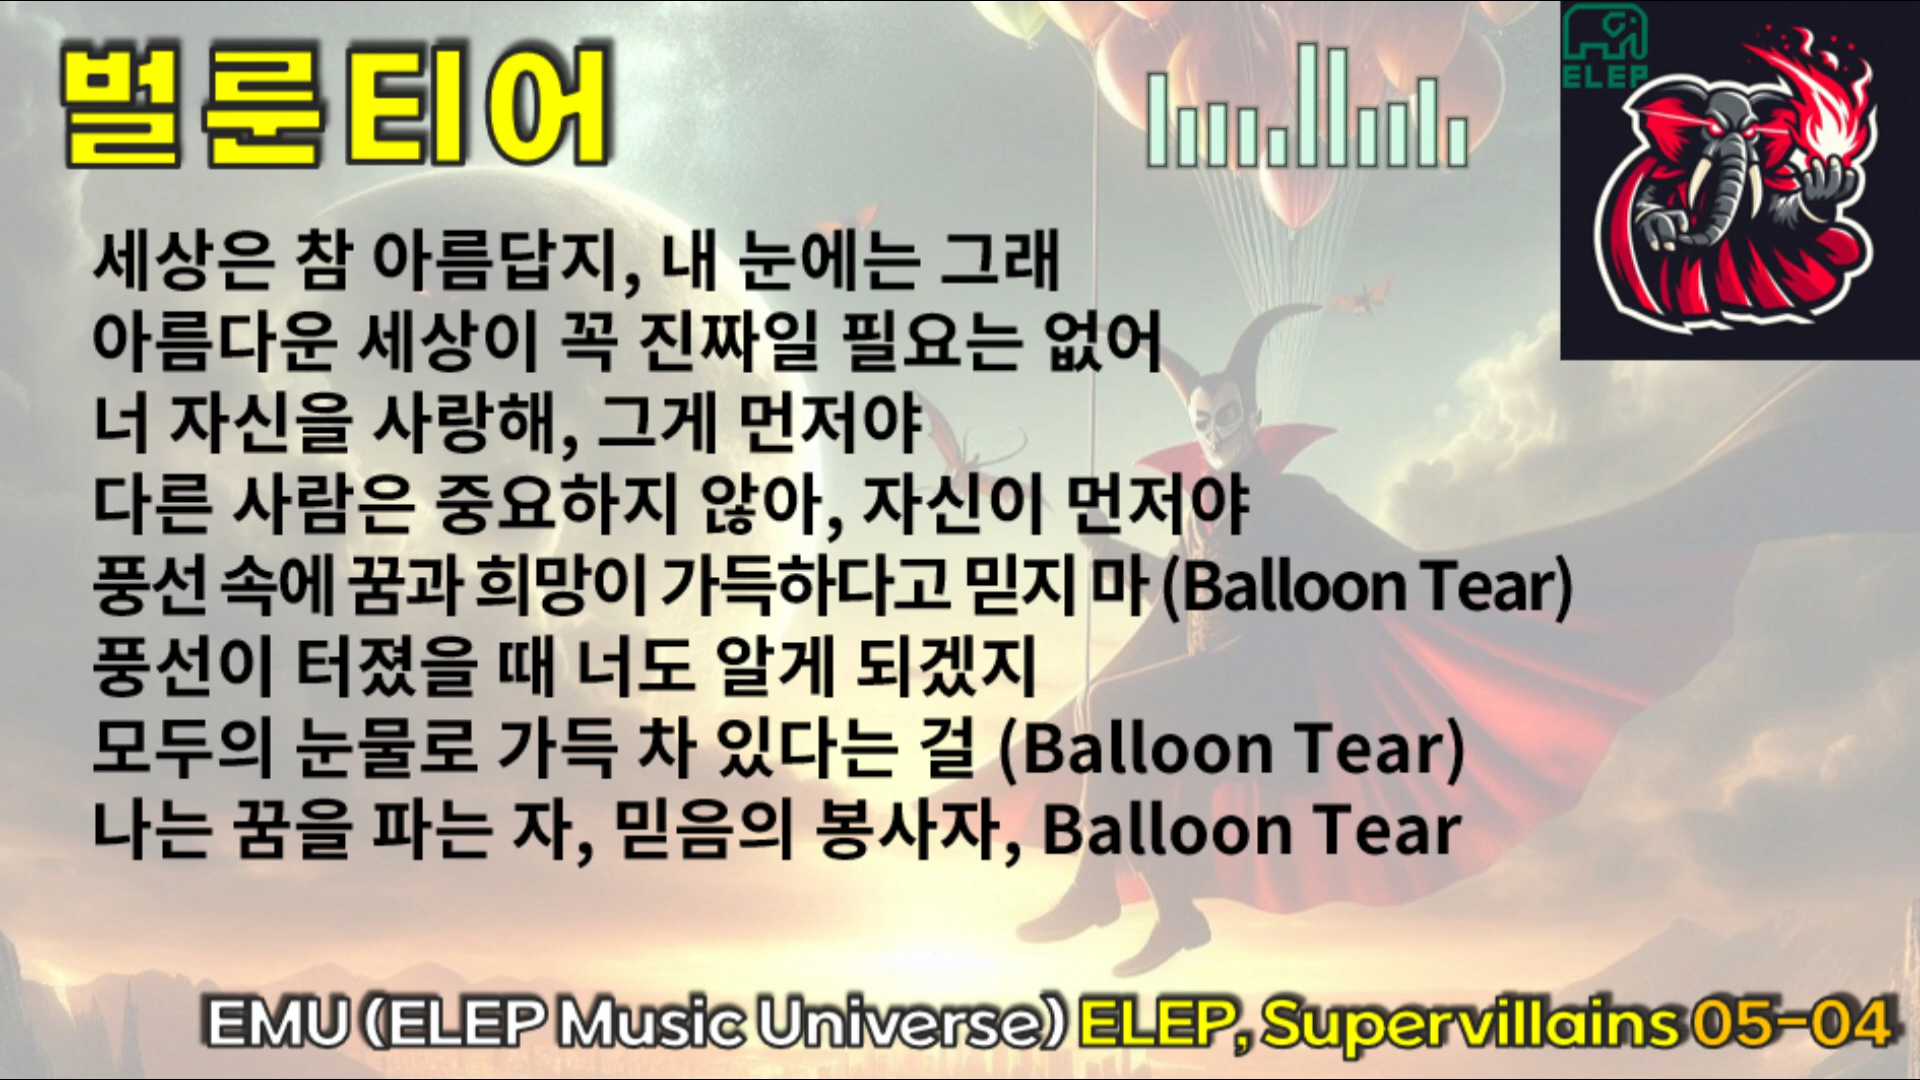 벌룬티어
ELEP
세상은 참 아름답지, 내 눈에는 그래
아름다운 세상이 꼭 진짜일 필요는 없어
너 자신을 사랑해, 그게 먼저야
다른 사람은 중요하지 않아, 자신이 먼저야
풍선 속에 꿈과 희망이 가득하다고 믿지 마 (Balloon Tear)
풍선이 터졌을 때 너도 알게 되겠지
모두의 눈물로 가득 차 있다는 걸 (Balloon Tear)
나는 꿈을 파는 자, 믿음의 봉사자, Balloon Tear
EMU (ELEP Music Universe) ELEP, Supervillains 05-04